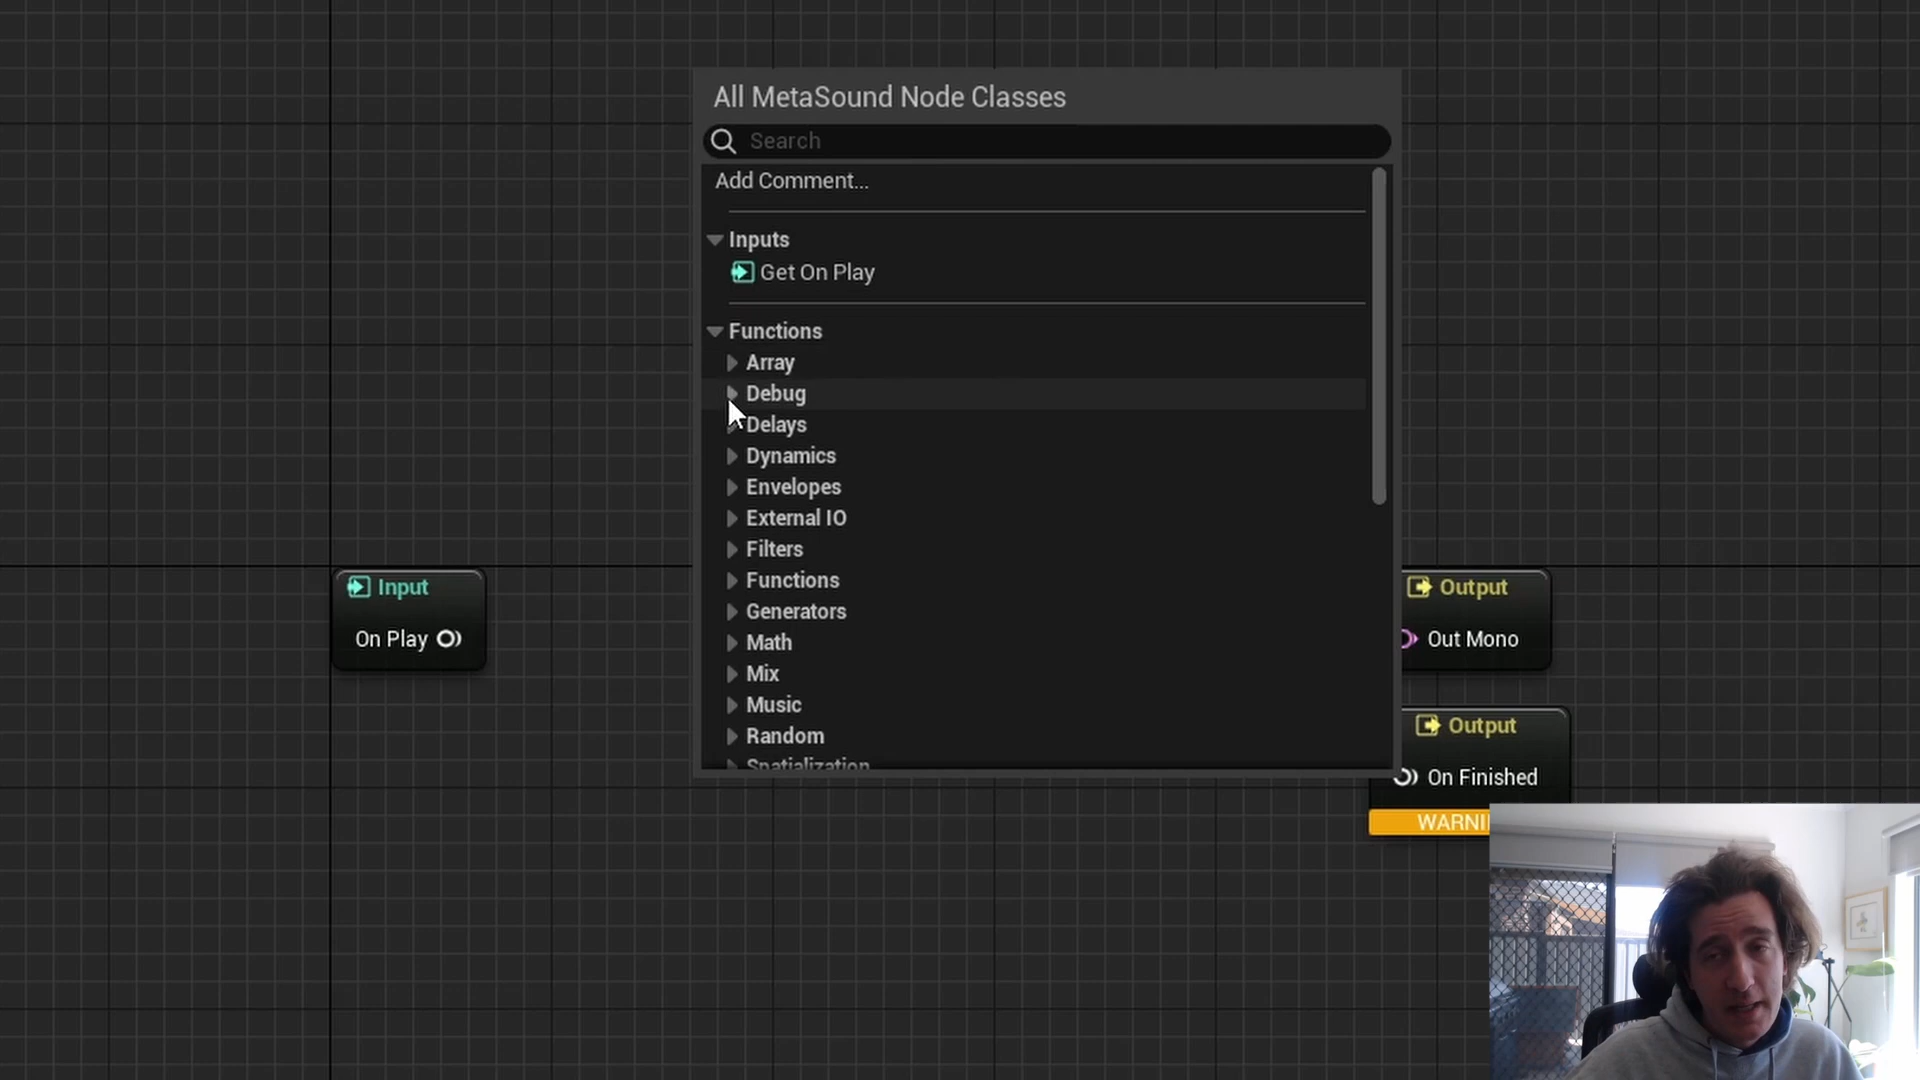 All MetaSound Node Classes
Search
Add Comment...
Inputs
Get On Play
Functions
Array
Debug
Delays
Dynamics
Envelopes
External IO
Filters
Functions
Generators
Math
Mix
Music
Random
Spatialization
Input
On Play
Output
Out Mono
Output
On Finished
WARNI